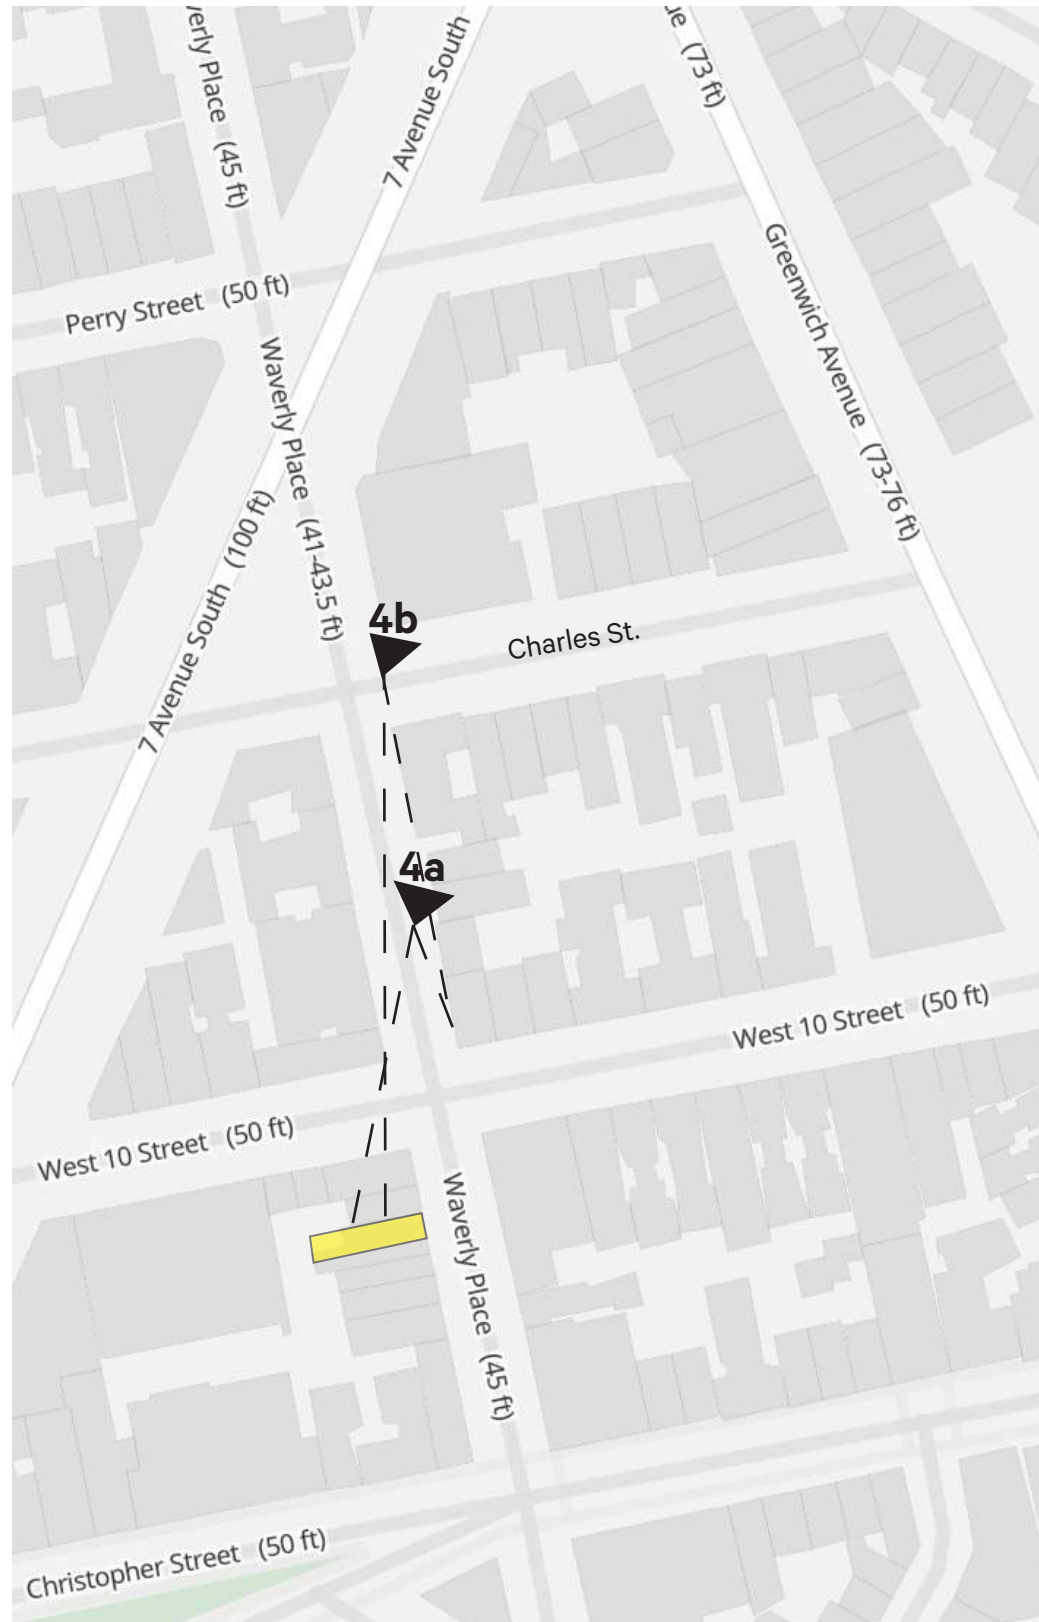 verly Place (45 ft)
7 Avenue South
ue (73 ft)
Perry Street (50 ft)
Greenwich Avenue (73-76 ft)
Waverly Place (41-43.5 ft)
7 Avenue South (100 ft)
4b
Charles St.
4a
West 10 Street (50 ft)
West 10 Street (50 ft)
Waverly Place (45 ft)
Christopher Street (50 ft)